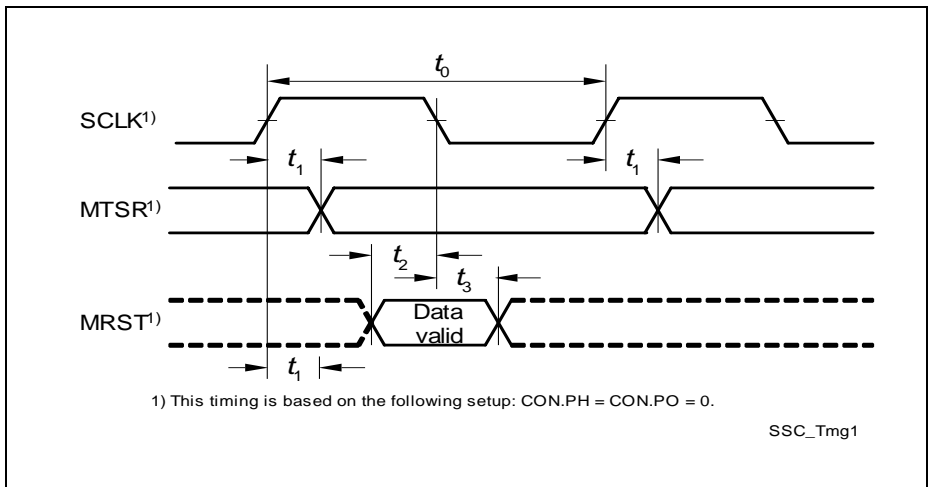 t0
SCLK1)
t1 t1
MTSR1)
t2
t3
MRST1)
Data
valid
t1
1) This timing is based on the following setup: CON.PH = CON.PO = 0.
SSC_Tmg1